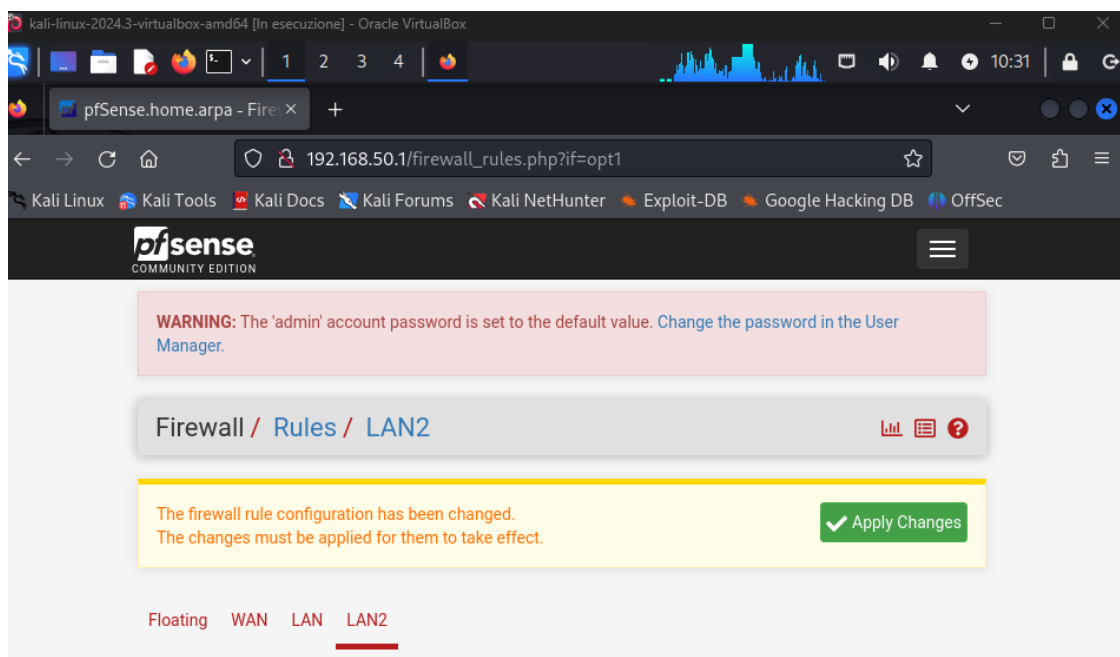 kali-linux-2024.3-virtualbox-amd64 [In esecuzione] - Oracle VirtualBox
1 2 3 4 10:31
pfSense.home.arpa - Fire
192.168.50.1/firewall_rules.php?if=opt1
Kali Linux Kali Tools Kali Docs Kali Forums Kali NetHunter Exploit-DB Google Hacking DB OffSec
pfsense
COMMUNITY EDITION
WARNING: The 'admin' account password is set to the default value. Change the password in the User
Manager.
Firewall / Rules / LAN2
The firewall rule configuration has been changed.
The changes must be applied for them to take effect.
Apply Changes
Floating WAN LAN LAN2